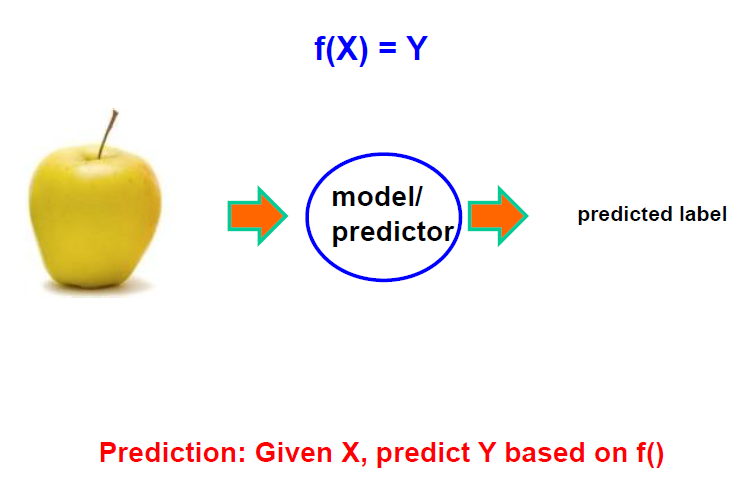 f(X) = Y
model/
predictor
predicted label
Prediction: Given X, predict Y based on f()